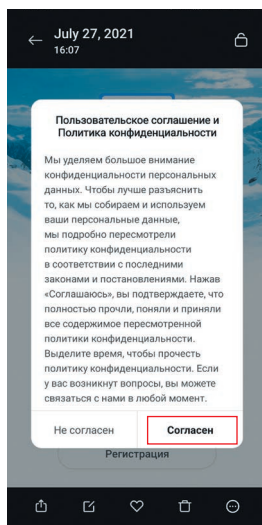 July 27, 2021
16:07
Пользовательское соглашение и
Политика конфиденциальности
Мы уделяем большое внимание
конфиденциальности персональных
данных. Чтобы лучше разъяснить
то, как мы собираем и используем
ваши персональные данные,
мы подробно пересмотрели
политику конфиденциальности
в соответствии с последними
законами и постановлениями. Нажав
«Соглашаюсь», вы подтверждаете, что
полностью прочли, поняли и приняли
все содержимое пересмотренной
политики конфиденциальности.
Выделите время, чтобы прочесть
политику конфиденциальности. Если
у вас возникнут вопросы, вы можете
связаться с нами в любой момент.
Не согласен
Согласен
Регистрация